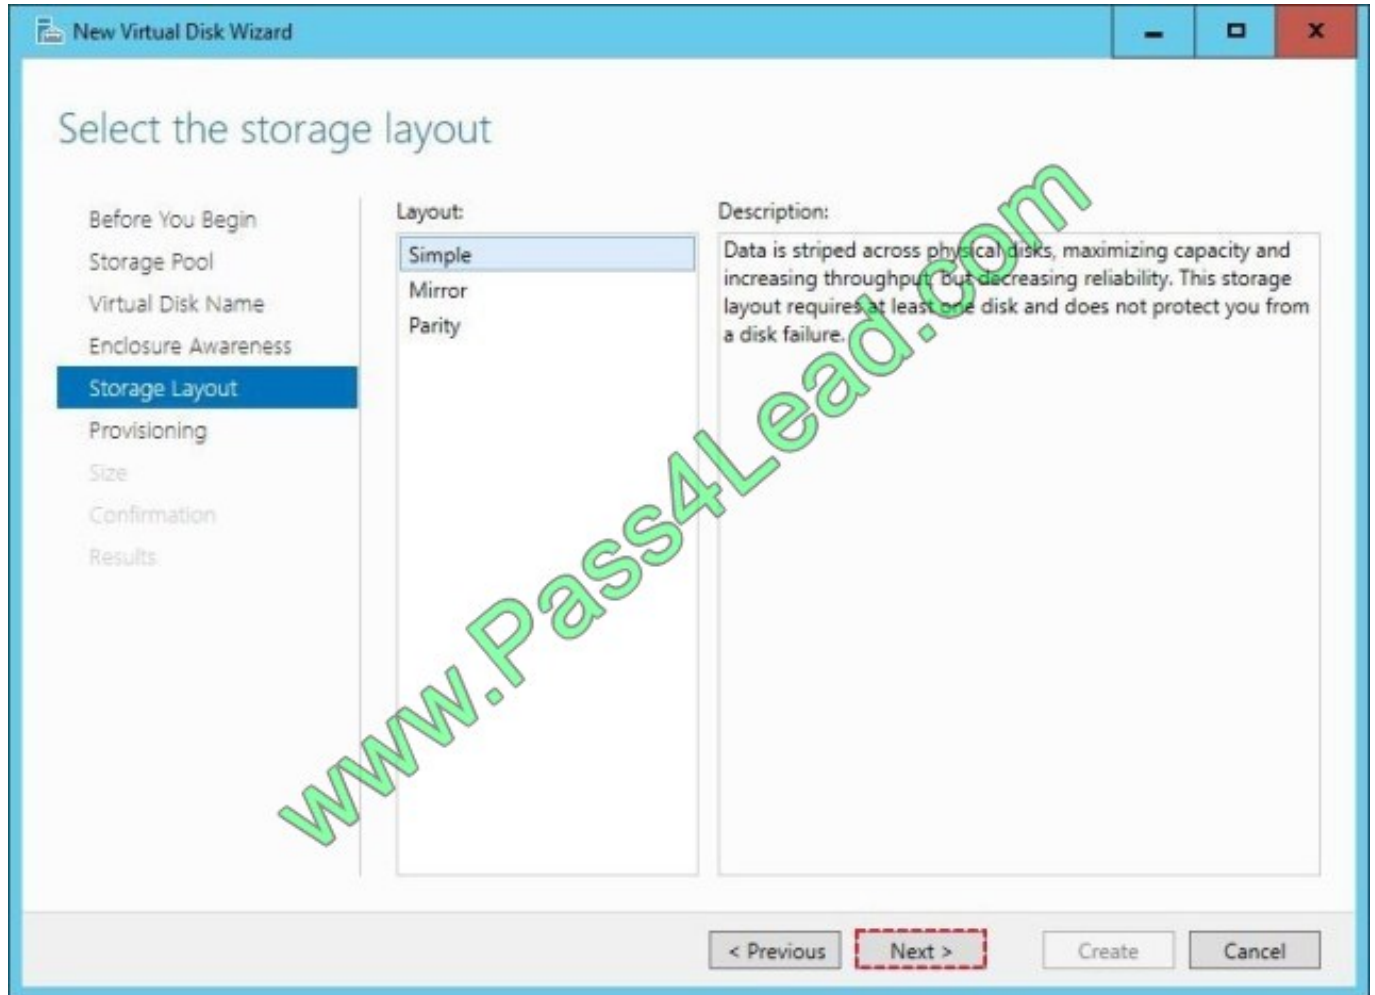 New Virtual Disk Wizard
Select the storage layout
Before You Begin
Storage Pool
Virtual Disk Name
Enclosure Awareness
Storage Layout
Provisioning
Size
Confirmation
Results
Layout:
Simple
Mirror
Parity
Description:
Data is striped across physical disks, maximizing capacity and
increasing throughput, but decreasing reliability. This storage
layout requires at least one disk and does not protect you from
a disk failure.
www.Pass4Lead.com
< Previous
Next >
Create
Cancel